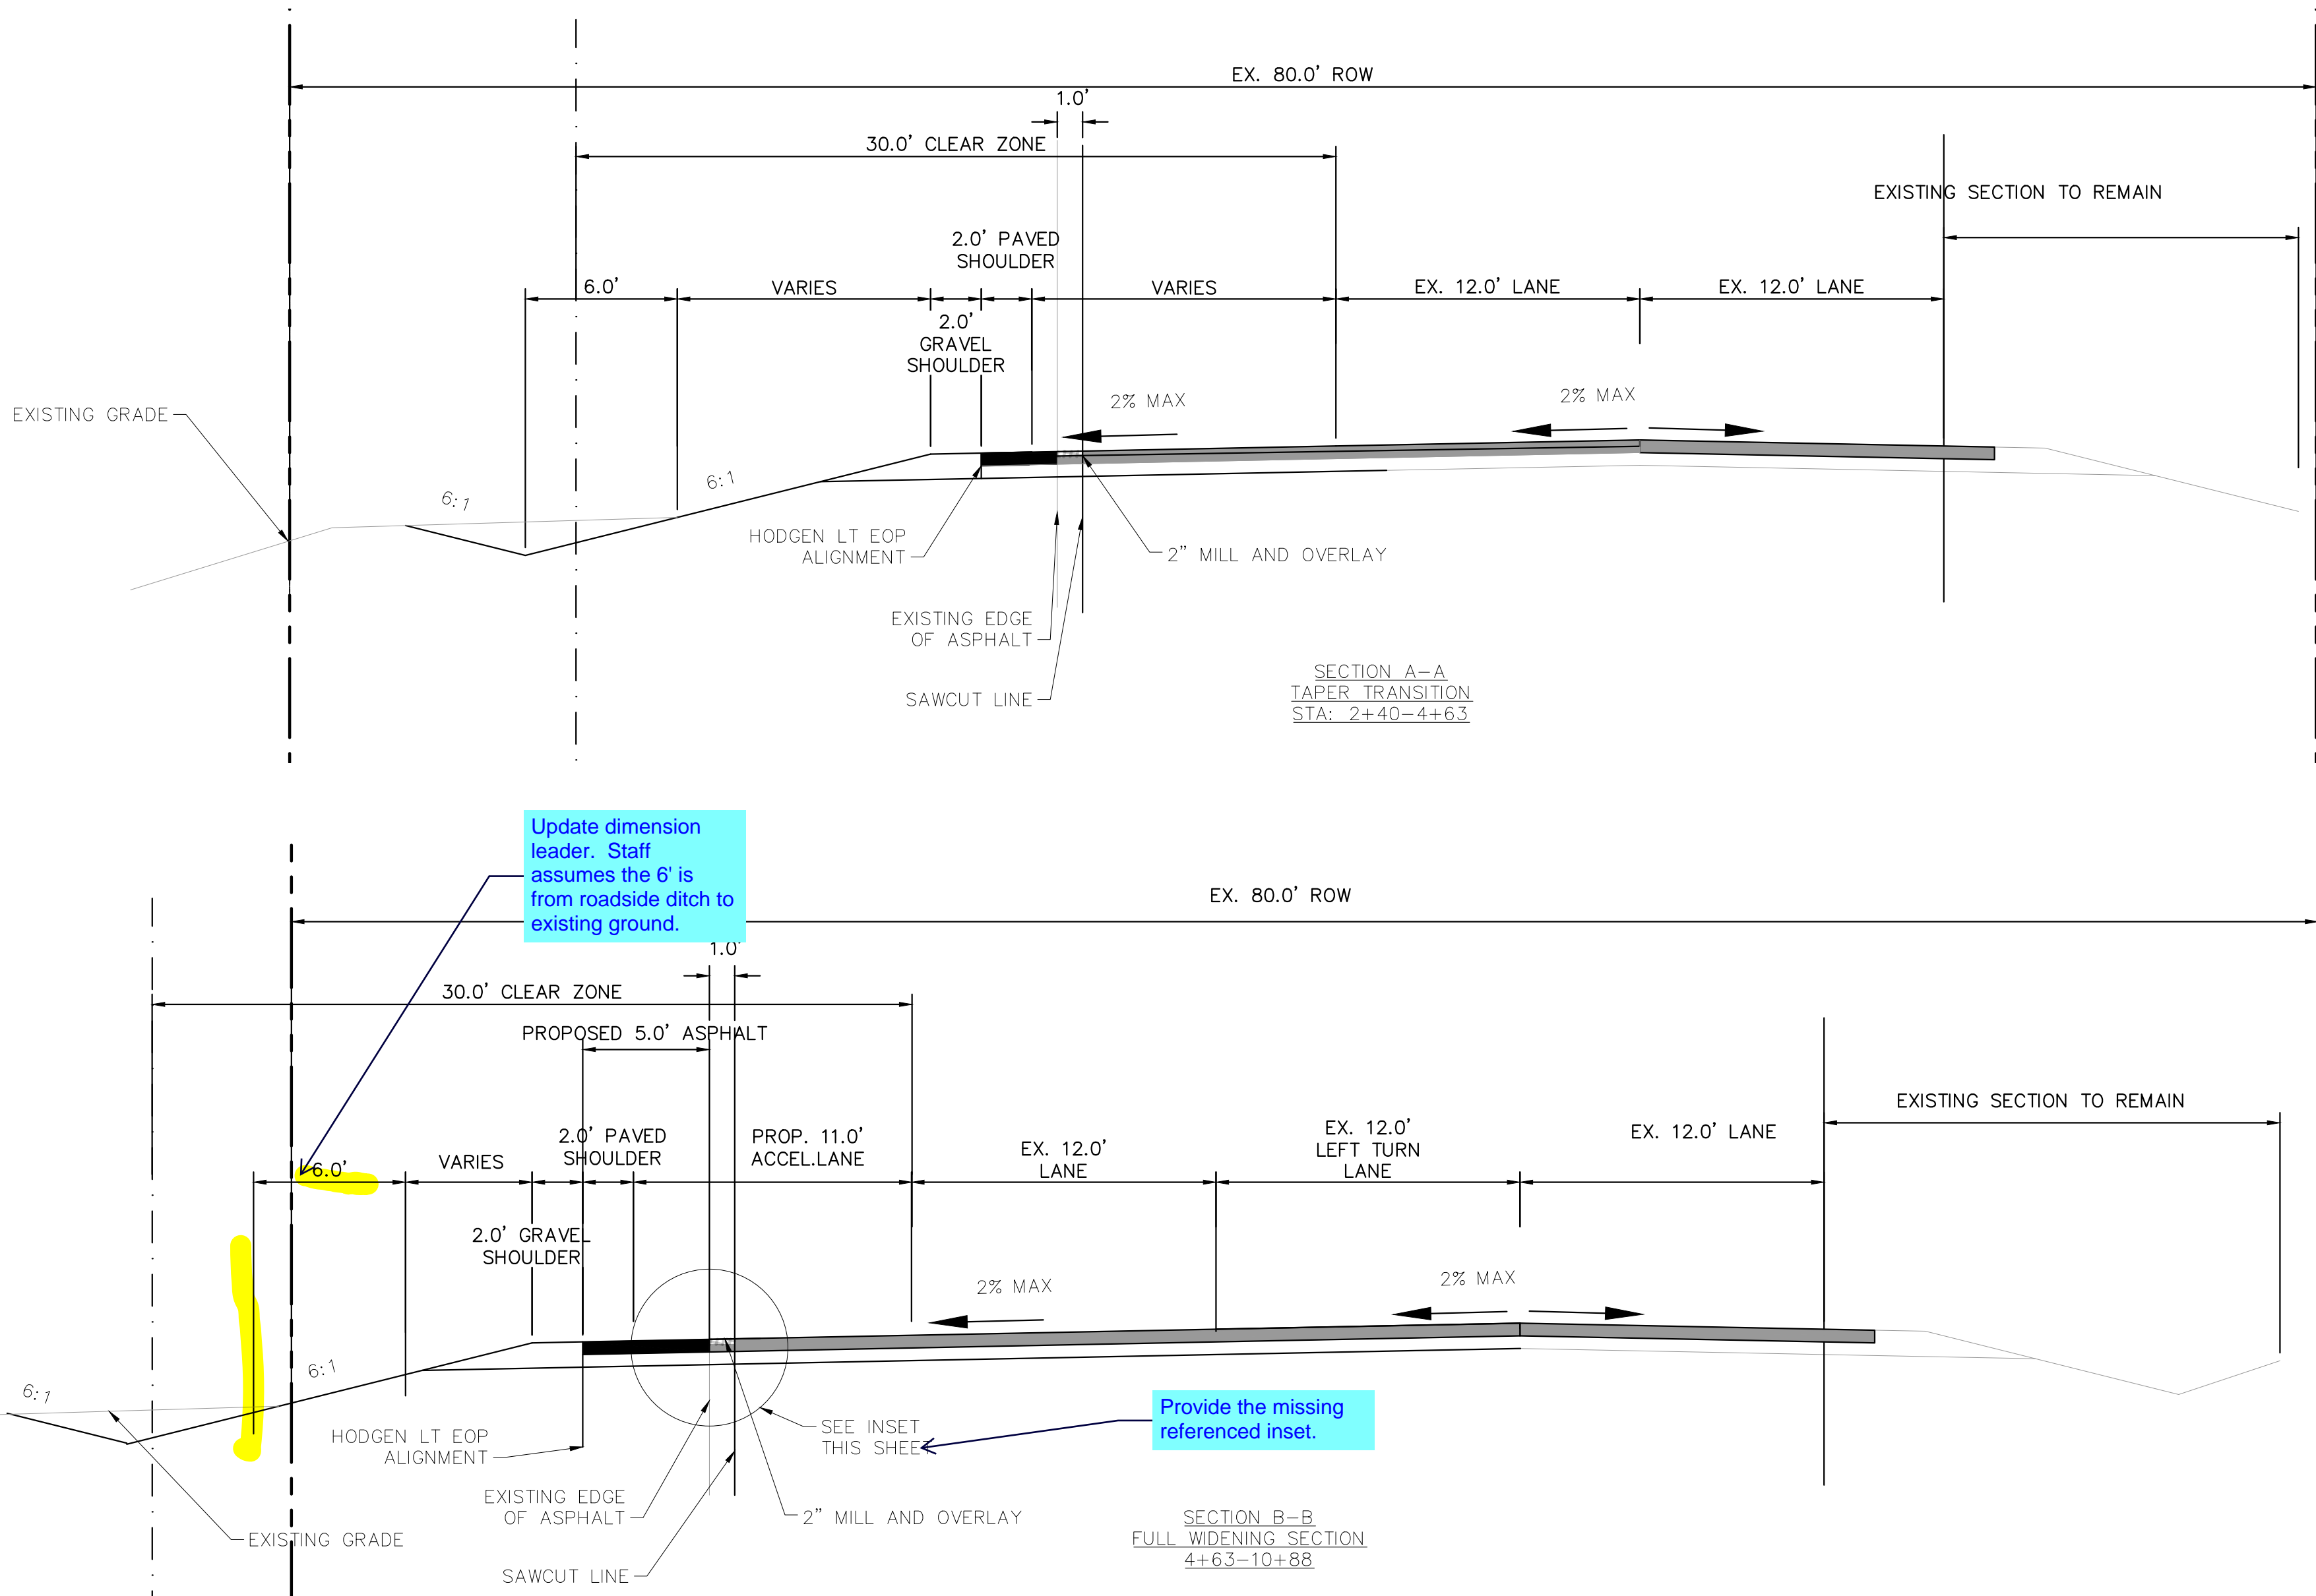 EX. 80.0' ROW
1.0'
30.0' CLEAR ZONE
EXISTING SECTION TO REMAIN
2.0' PAVED
SHOULDER
6.0'
VARIES
VARIES
EX. 12.0' LANE
EX. 12.0' LANE
2.0'
GRAVEL
SHOULDER
2% MAX
2% MAX
EXISTING GRADE
6:1
6:1
HODGEN LT EOP
ALIGNMENT
2" MILL AND OVERLAY
EXISTING EDGE
OF ASPHALT
SAWCUT LINE
SECTION A-A
TAPER TRANSITION
STA: 2+40-4+63
Update dimension
leader. Staff
assumes the 6' is
from roadside ditch to
existing ground.
EX. 80.0' ROW
1.0'
30.0' CLEAR ZONE
PROPOSED 5.0' ASPHALT
EXISTING SECTION TO REMAIN
6.0'
VARIES
2.0' PAVED
SHOULDER
PROP. 11.0'
ACCEL.LANE
EX. 12.0'
LANE
EX. 12.0'
LEFT TURN
LANE
EX. 12.0' LANE
2.0' GRAVEL
SHOULDER
2% MAX
2% MAX
6:1
6:1
HODGEN LT EOP
ALIGNMENT
SEE INSET
THIS SHEET
Provide the missing
referenced inset.
EXISTING EDGE
OF ASPHALT
2" MILL AND OVERLAY
EXISTING GRADE
SAWCUT LINE
SECTION B-B
FULL WIDENING SECTION
4+63-10+88